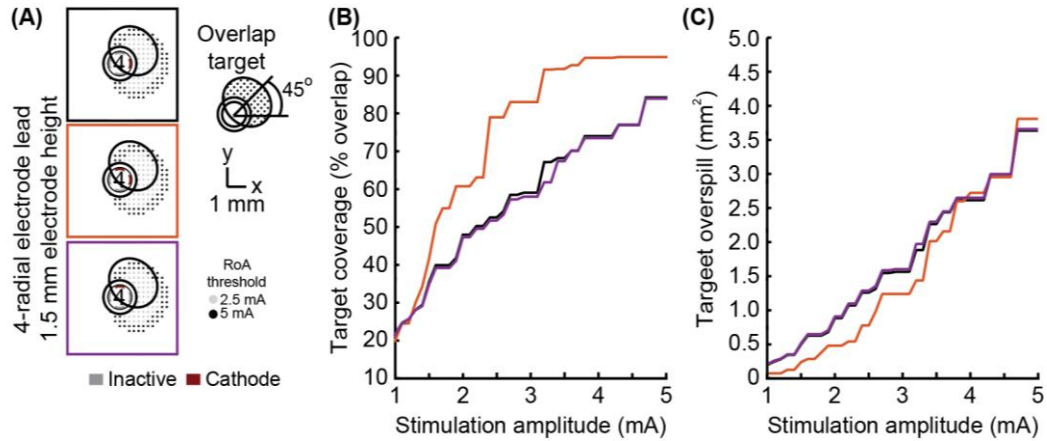 (A)
4-radial electrode lead
1.5 mm electrode height
4
4
4
Overlap
target
45°
y
x
1 mm
RoA
threshold
2.5 mA
5 mA
Inactive Cathode
(B)
Target coverage (% overlap)
100
90
80
70
60
50
40
30
20
10
1 2 3 4 5
Stimulation amplitude (mA)
(C)
Targeet overspill (mm²)
5.0
4.5
4.0
3.5
3.0
2.5
2.0
1.5
1.0
0.5
0
1 2 3 4 5
Stimulation amplitude (mA)